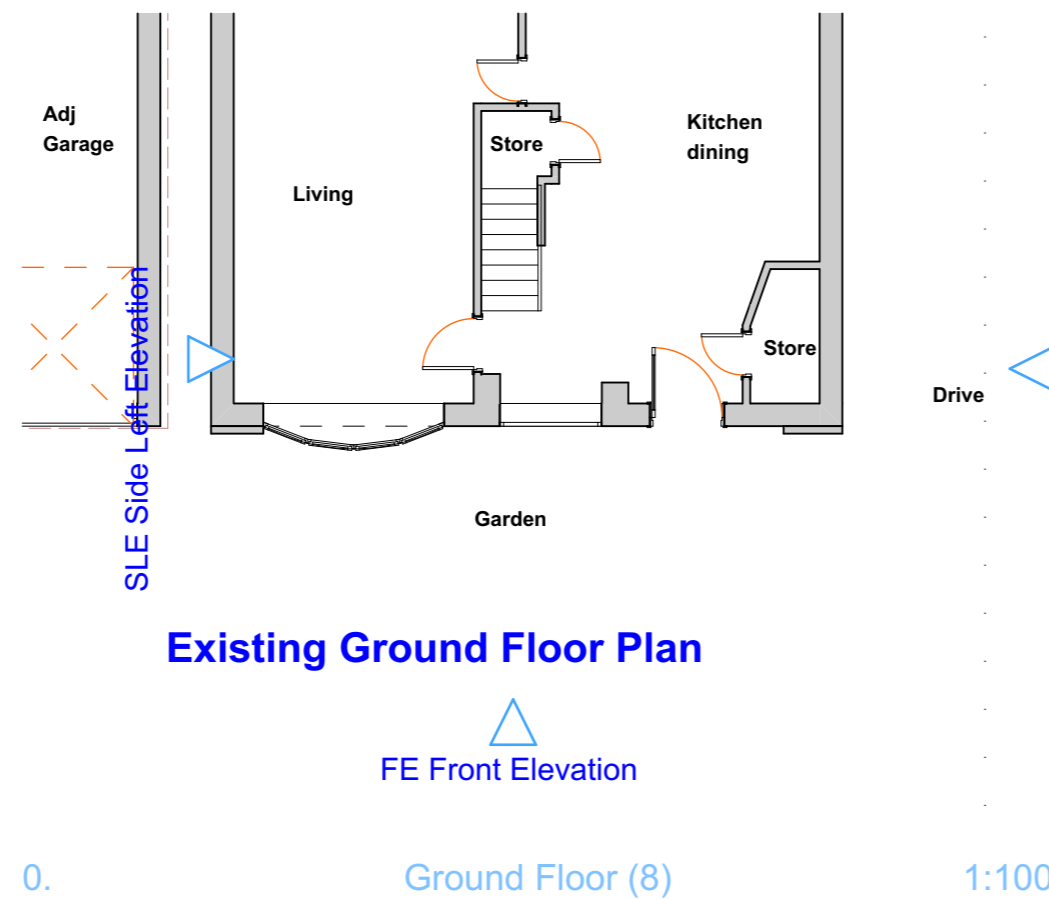 Adj
Garage
Store
Kitchen
dining
Living
SLE Side Left Elevation
Store
Drive
Garden
Existing Ground Floor Plan
FE Front Elevation
0.
Ground Floor (8)
1:100